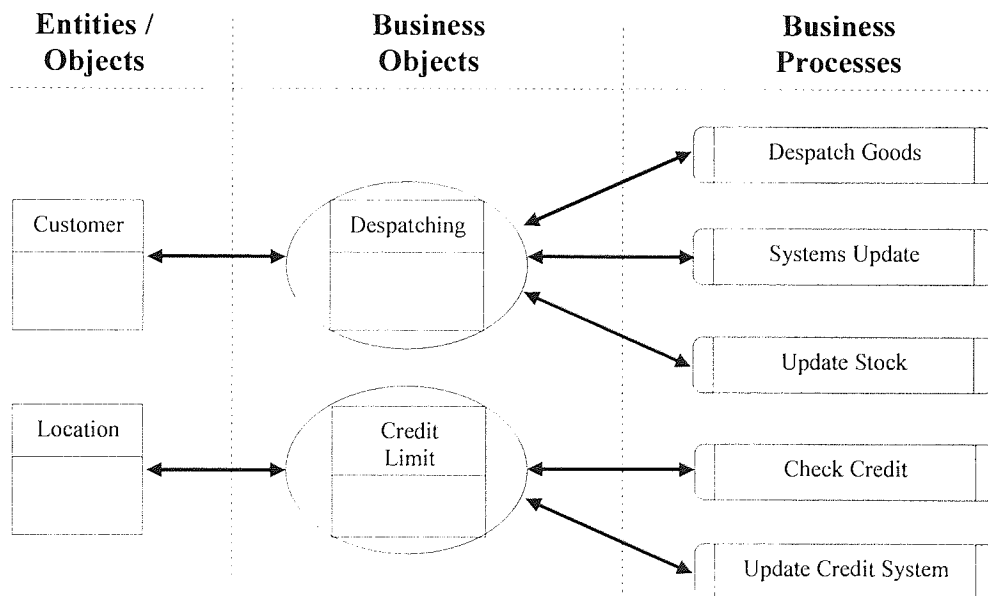 Entities /
Objects
Business
Objects
Business
Processes
Despatch Goods
Customer
Despatching
Systems Update
Update Stock
Location
Credit
Limit
Check Credit
Update Credit System